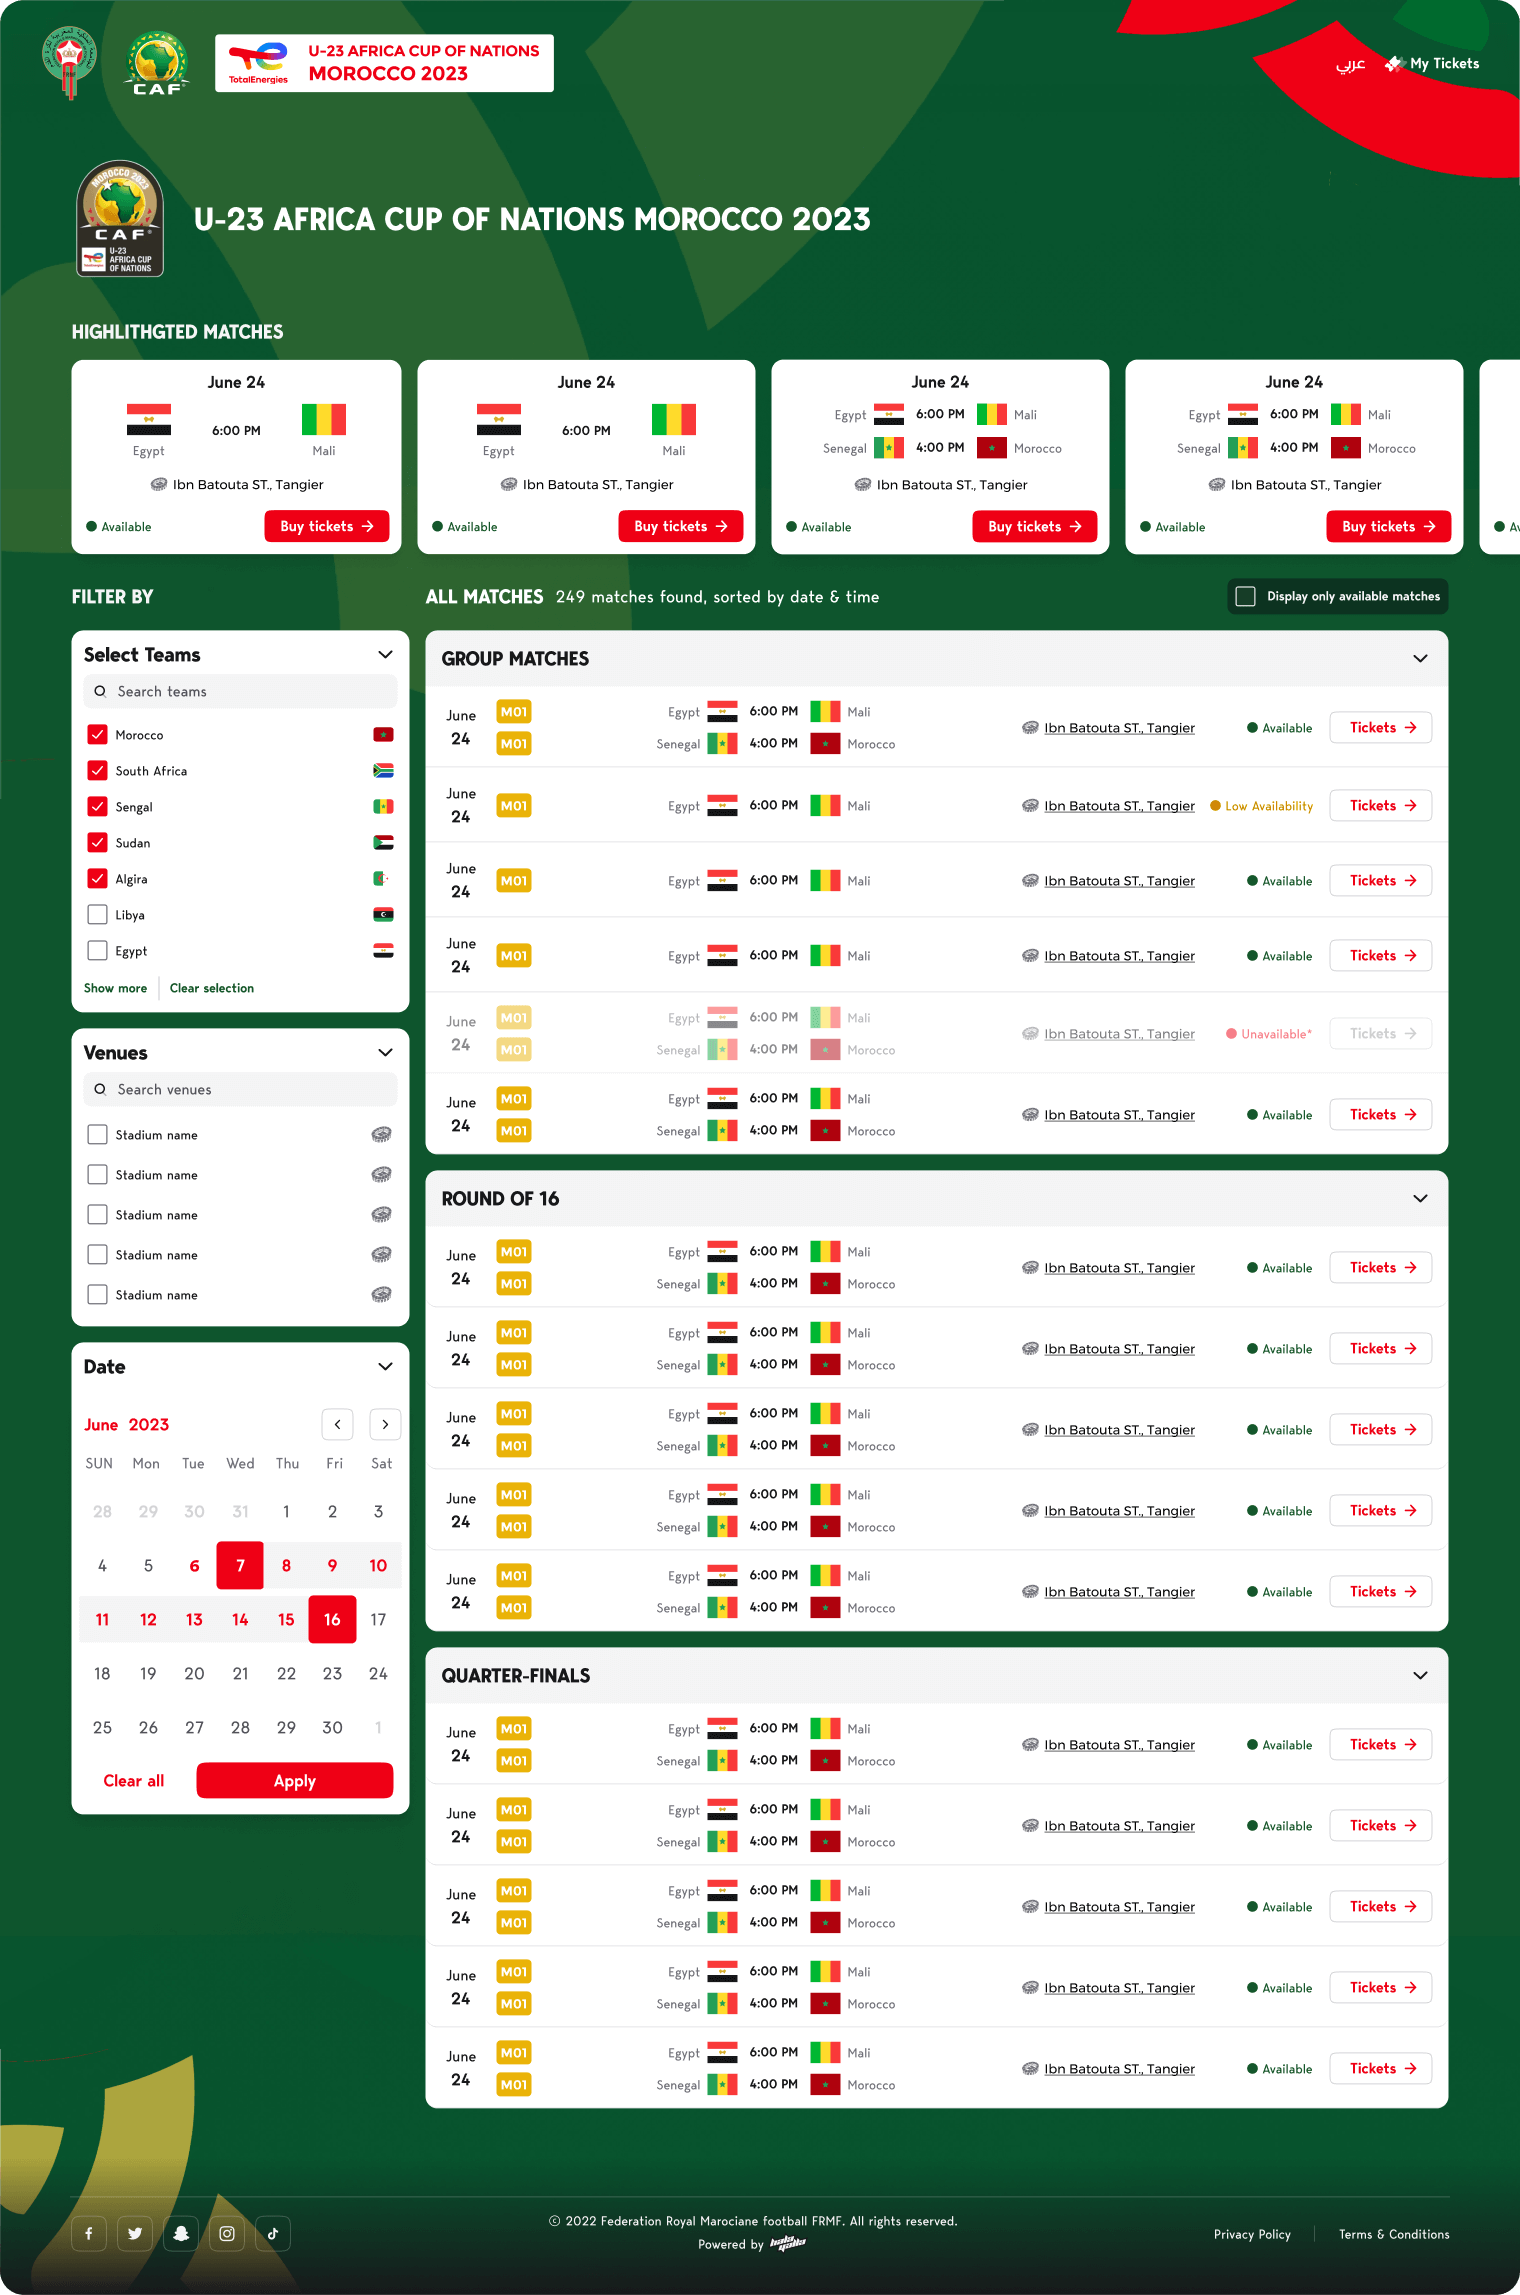 TotalEnergies
U-23 AFRICA CUP OF NATIONS
MOROCCO 2023
CAF
عربي
My Tickets
MOROCCO 2023
CAF
U-23
AFRICA CUP
OF NATIONS
U-23 AFRICA CUP OF NATIONS MOROCCO 2023
HIGHLITHGTED MATCHES
June 24
6:00 PM
Egypt Mali
Ibn Batouta ST., Tangier
Available Buy tickets
June 24
6:00 PM
Egypt Mali
Ibn Batouta ST., Tangier
Available Buy tickets
June 24
Egypt 6:00 PM Mali
Senegal 4:00 PM Morocco
Ibn Batouta ST., Tangier
Available Buy tickets
June 24
Egypt 6:00 PM Mali
Senegal 4:00 PM Morocco
Ibn Batouta ST., Tangier
Available Buy tickets
FILTER BY
Select Teams
Search teams
Morocco
South Africa
Sengal
Sudan
Algira
Libya
Egypt
Show more Clear selection
Venues
Search venues
Stadium name
Stadium name
Stadium name
Stadium name
Stadium name
Date
June 2023
SUN Mon Tue Wed Thu Fri Sat
28 29 30 31 1 2 3
4 5 6 7 8 9 10
11 12 13 14 15 16 17
18 19 20 21 22 23 24
25 26 27 28 29 30 1
Clear all Apply
ALL MATCHES 249 matches found, sorted by date & time
Display only available matches
GROUP MATCHES
June 24
M01 Egypt 6:00 PM Mali
M01 Senegal 4:00 PM Morocco
Ibn Batouta ST., Tangier Available Tickets
June 24
M01 Egypt 6:00 PM Mali
Ibn Batouta ST., Tangier Low Availability Tickets
June 24
M01 Egypt 6:00 PM Mali
Ibn Batouta ST., Tangier Available Tickets
June 24
M01 Egypt 6:00 PM Mali
Ibn Batouta ST., Tangier Available Tickets
June 24
M01 Egypt 6:00 PM Mali
M01 Senegal 4:00 PM Morocco
Ibn Batouta ST., Tangier Unavailable* Tickets
June 24
M01 Egypt 6:00 PM Mali
M01 Senegal 4:00 PM Morocco
Ibn Batouta ST., Tangier Available Tickets
ROUND OF 16
June 24
M01 Egypt 6:00 PM Mali
M01 Senegal 4:00 PM Morocco
Ibn Batouta ST., Tangier Available Tickets
June 24
M01 Egypt 6:00 PM Mali
M01 Senegal 4:00 PM Morocco
Ibn Batouta ST., Tangier Available Tickets
June 24
M01 Egypt 6:00 PM Mali
M01 Senegal 4:00 PM Morocco
Ibn Batouta ST., Tangier Available Tickets
June 24
M01 Egypt 6:00 PM Mali
M01 Senegal 4:00 PM Morocco
Ibn Batouta ST., Tangier Available Tickets
June 24
M01 Egypt 6:00 PM Mali
M01 Senegal 4:00 PM Morocco
Ibn Batouta ST., Tangier Available Tickets
QUARTER-FINALS
June 24
M01 Egypt 6:00 PM Mali
M01 Senegal 4:00 PM Morocco
Ibn Batouta ST., Tangier Available Tickets
June 24
M01 Egypt 6:00 PM Mali
M01 Senegal 4:00 PM Morocco
Ibn Batouta ST., Tangier Available Tickets
June 24
M01 Egypt 6:00 PM Mali
M01 Senegal 4:00 PM Morocco
Ibn Batouta ST., Tangier Available Tickets
June 24
M01 Egypt 6:00 PM Mali
M01 Senegal 4:00 PM Morocco
Ibn Batouta ST., Tangier Available Tickets
June 24
M01 Egypt 6:00 PM Mali
M01 Senegal 4:00 PM Morocco
Ibn Batouta ST., Tangier Available Tickets
© 2022 Federation Royal Marociane football FRMF. All rights reserved.
Powered by
Privacy Policy Terms & Conditions